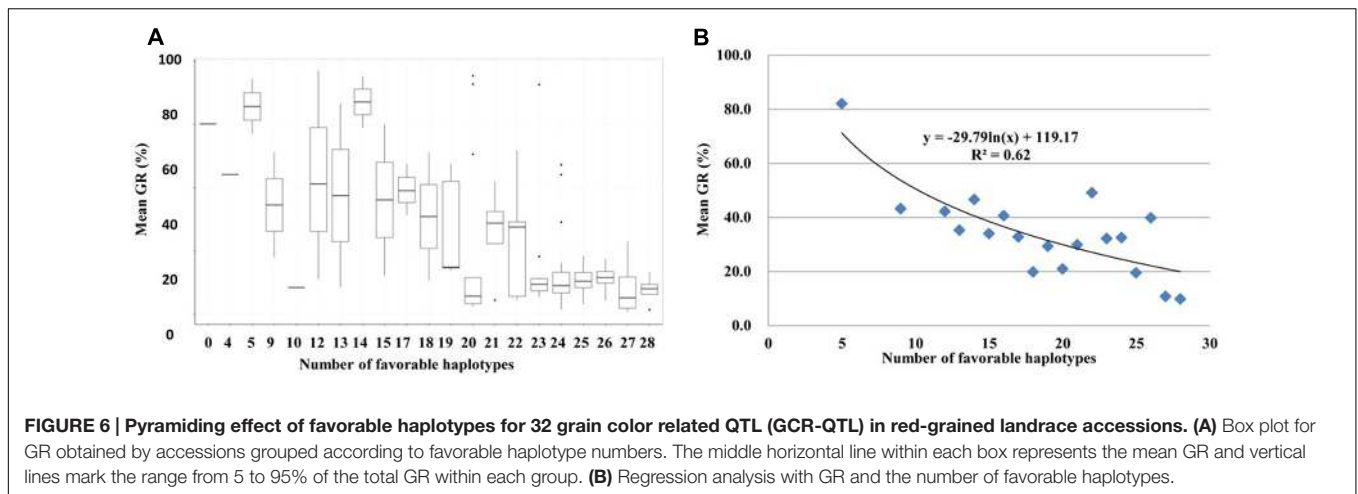 A
100
80
60
40
20
0
Mean GR (%)
0 4 5 9 10 12 13 14 15 17 18 19 20 21 22 23 24 25 26 27 28
Number of favorable haplotypes
B
100.0
80.0
60.0
40.0
20.0
0.0
Mean GR (%)
y = -29.79ln(x) + 119.17
R² = 0.62
0 5 10 15 20 25 30
Number of favorable haplotypes
FIGURE 6 | Pyramiding effect of favorable haplotypes for 32 grain color related QTL (GCR-QTL) in red-grained landrace accessions. (A) Box plot for
GR obtained by accessions grouped according to favorable haplotype numbers. The middle horizontal line within each box represents the mean GR and vertical
lines mark the range from 5 to 95% of the total GR within each group. (B) Regression analysis with GR and the number of favorable haplotypes.